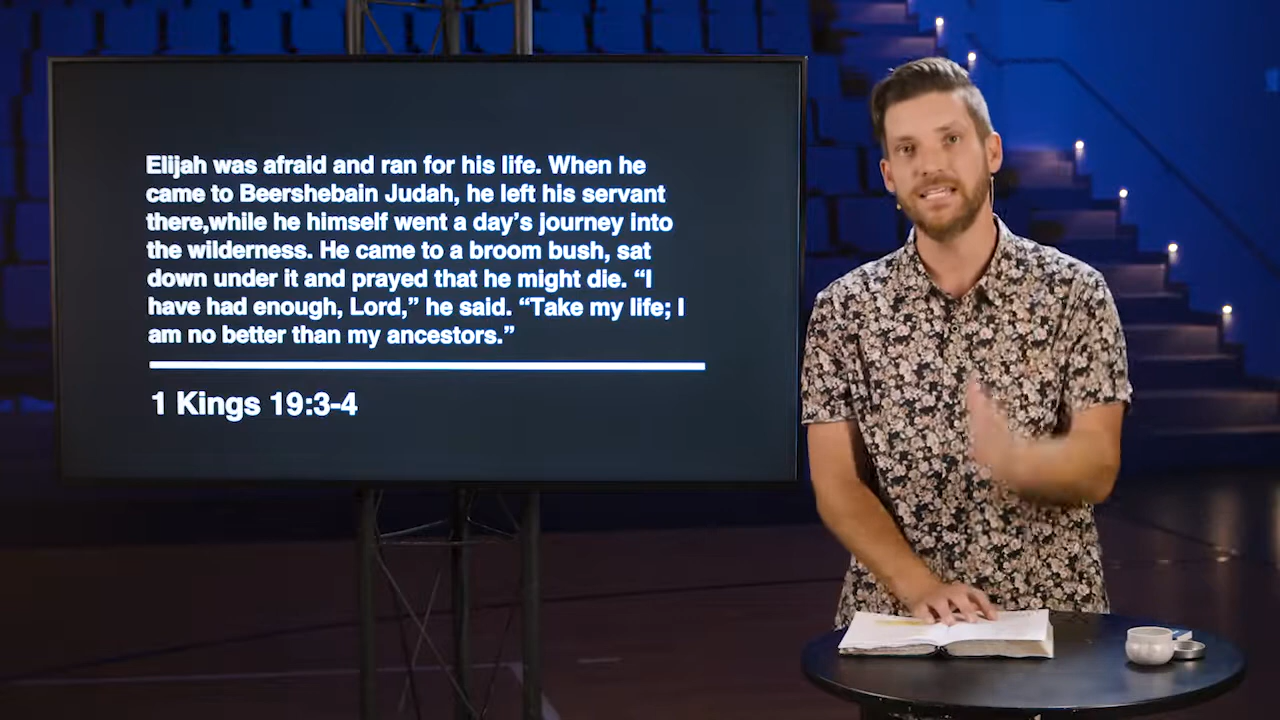 Elijah was afraid and ran for his life. When he
came to Beershebain Judah, he left his servant
there,while he himself went a day’s journey into
the wilderness. He came to a broom bush, sat
down under it and prayed that he might die. “I
have had enough, Lord,” he said. “Take my life; I
am no better than my ancestors.”
1 Kings 19:3-4